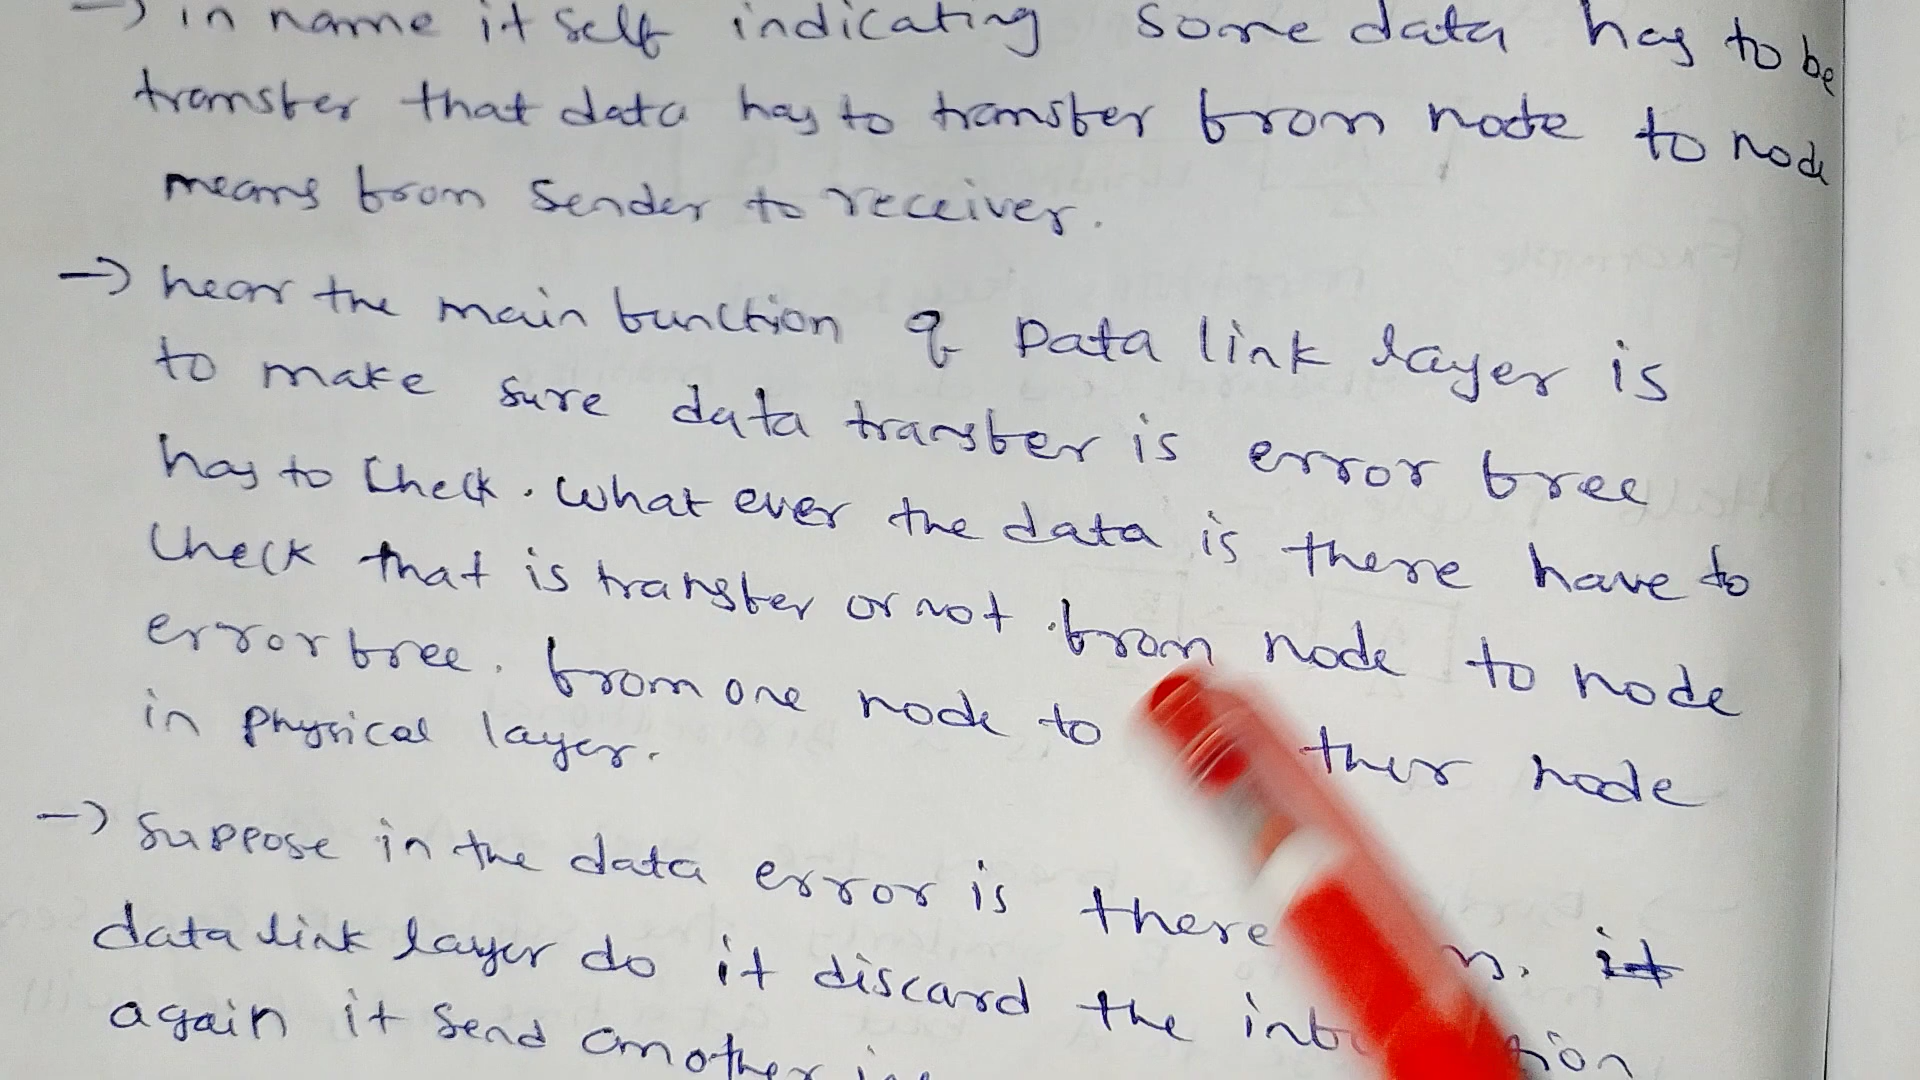 → in name it self indicating some data has to be
transfer that data has to transfer from node to node
means from sender to receiver.
→ hear the main function of Data link layer is
to make sure data transfer is error free
has to check. what ever the data is there have to
check that is transfer or not from node to node
error free. from one node to ther node
in physical layer.
→ suppose in the data error is there it
data link layer do it discard the
again it send another